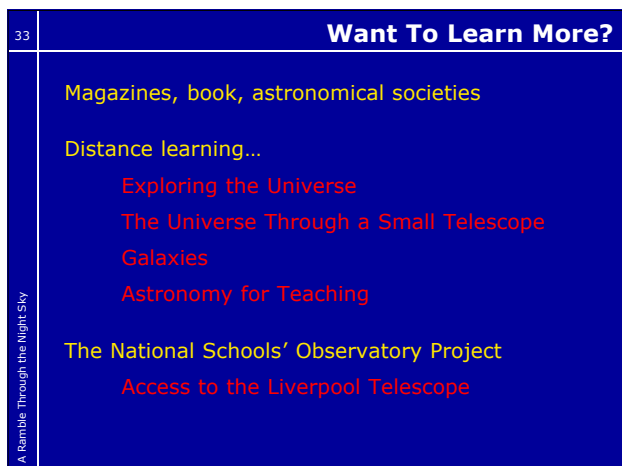 33
Want To Learn More?
Magazines, book, astronomical societies
Distance learning…
Exploring the Universe
The Universe Through a Small Telescope
Galaxies
Astronomy for Teaching
The National Schools’ Observatory Project
Access to the Liverpool Telescope
A Ramble Through the Night Sky